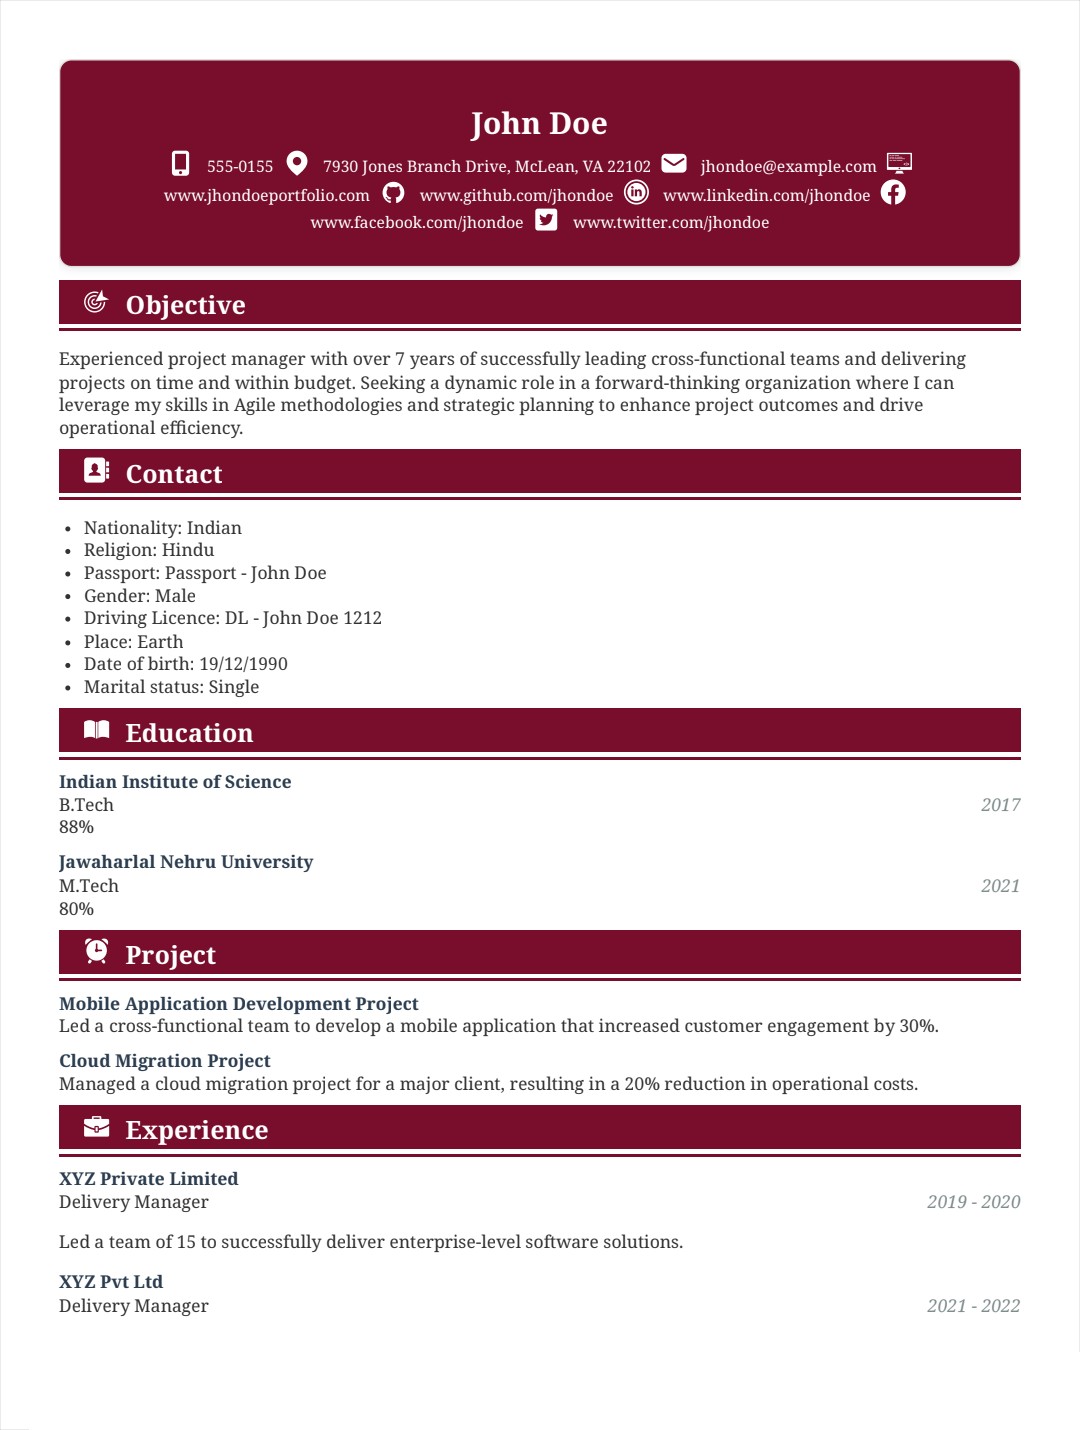 John Doe
555-0155 7930 Jones Branch Drive, McLean, VA 22102 jhondoe@example.com
www.jhondoeportfolio.com www.github.com/jhondoe www.linkedin.com/jhondoe
www.facebook.com/jhondoe www.twitter.com/jhondoe
Objective
Experienced project manager with over 7 years of successfully leading cross-functional teams and delivering
projects on time and within budget. Seeking a dynamic role in a forward-thinking organization where I can
leverage my skills in Agile methodologies and strategic planning to enhance project outcomes and drive
operational efficiency.
Contact
• Nationality: Indian
• Religion: Hindu
• Passport: Passport - John Doe
• Gender: Male
• Driving Licence: DL - John Doe 1212
• Place: Earth
• Date of birth: 19/12/1990
• Marital status: Single
Education
Indian Institute of Science
B.Tech 2017
88%
Jawaharlal Nehru University
M.Tech 2021
80%
Project
Mobile Application Development Project
Led a cross-functional team to develop a mobile application that increased customer engagement by 30%.
Cloud Migration Project
Managed a cloud migration project for a major client, resulting in a 20% reduction in operational costs.
Experience
XYZ Private Limited
Delivery Manager 2019 - 2020
Led a team of 15 to successfully deliver enterprise-level software solutions.
XYZ Pvt Ltd
Delivery Manager 2021 - 2022